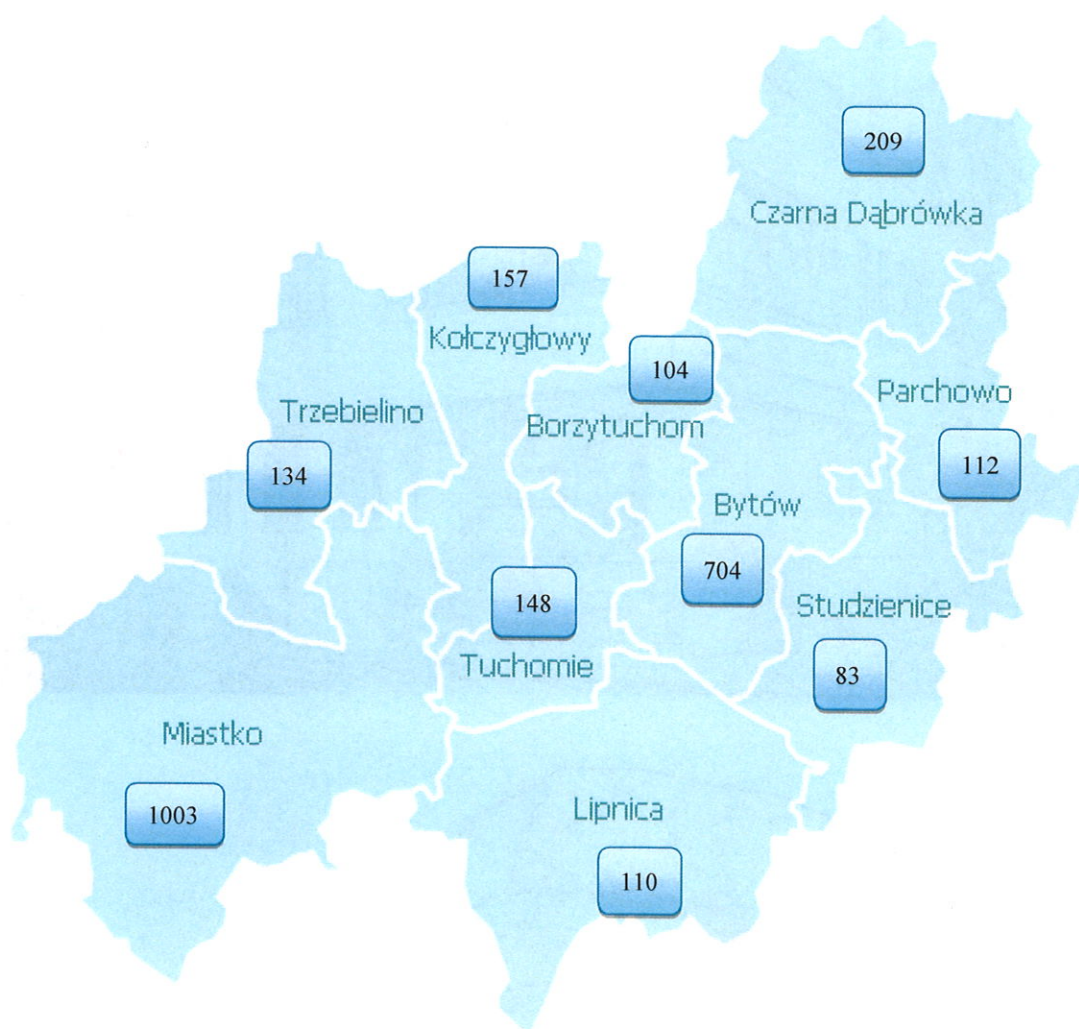 209
Czarna Dąbrówka
157
Kołczygłowy
104
Borzytuchom
Parchowo
112
Trzebielino
134
Bytów
704
148
Tuchomie
Studzienice
83
Miastko
1003
Lipnica
110